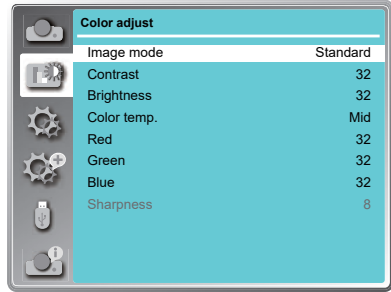 Color adjust
Image mode Standard
Contrast 32
Brightness 32
Color temp. Mid
Red 32
Green 32
Blue 32
Sharpness 8